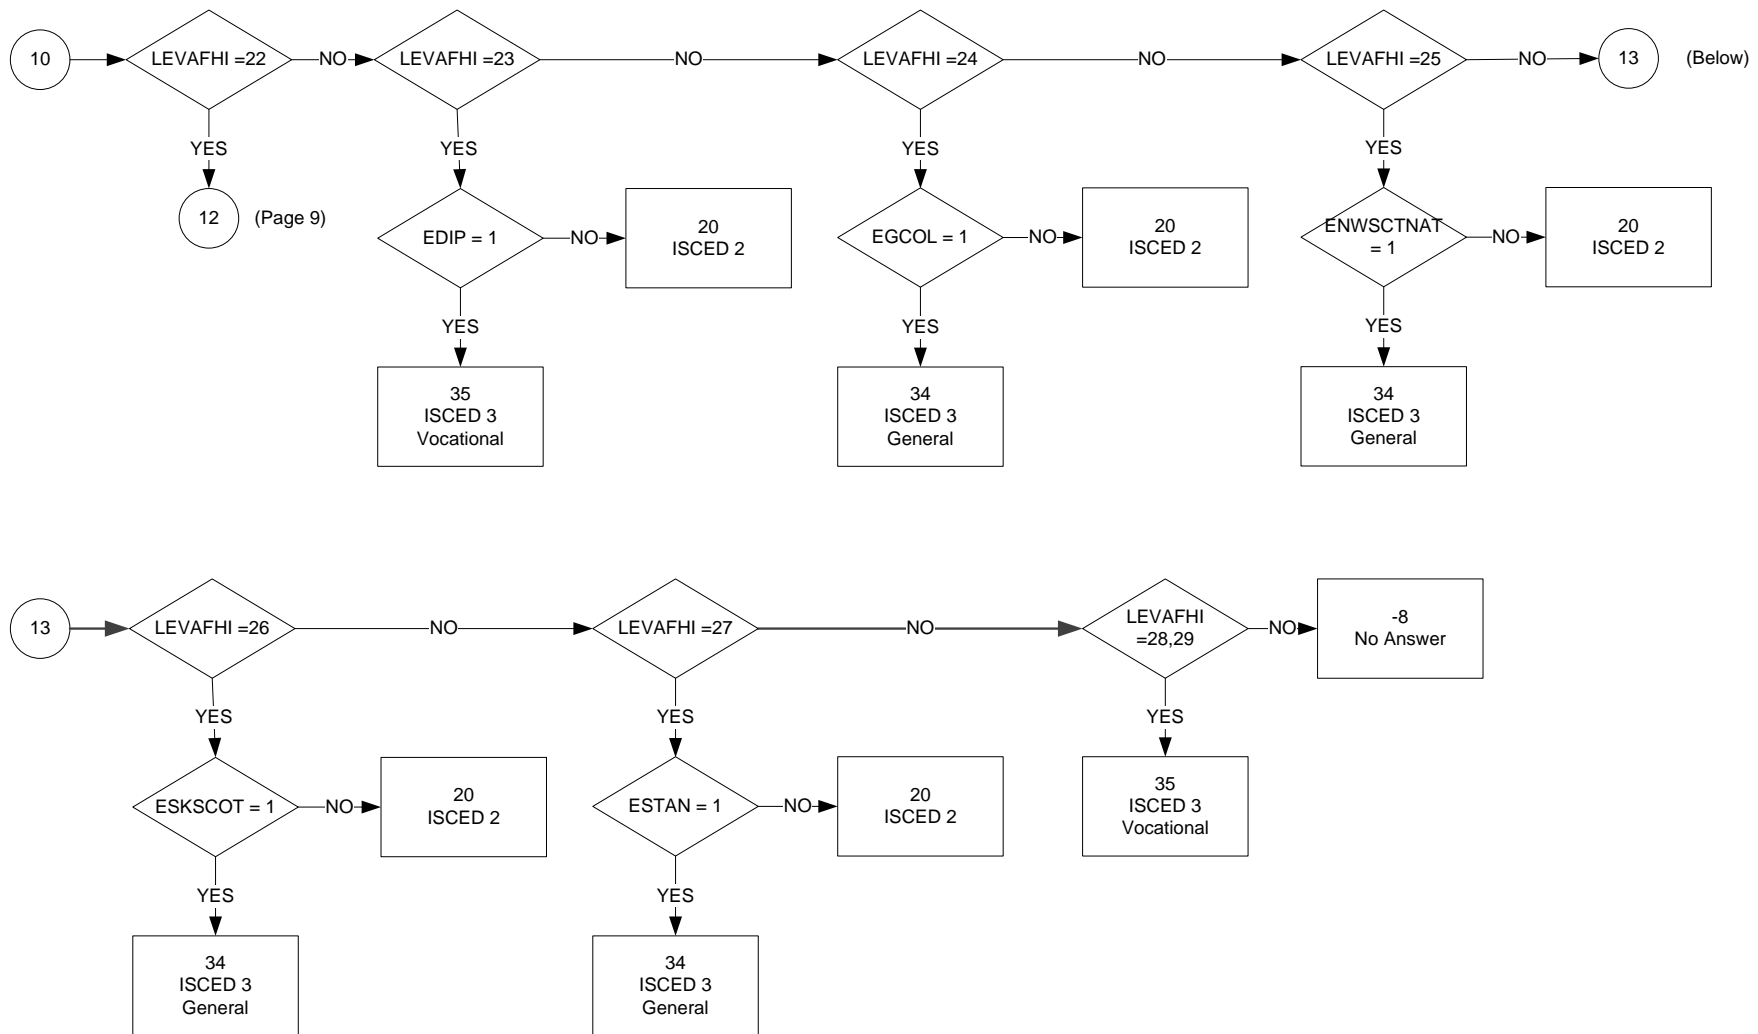 10
LEVAFHI =22
NO
LEVAFHI =23
NO
LEVAFHI =24
NO
LEVAFHI =25
NO
13
(Below)
YES
YES
YES
YES
12
(Page 9)
EDIP = 1
NO
20
ISCED 2
EGCOL = 1
NO
20
ISCED 2
ENWSCTNAT
= 1
NO
20
ISCED 2
YES
YES
YES
35
ISCED 3
Vocational
34
ISCED 3
General
34
ISCED 3
General
13
LEVAFHI =26
NO
LEVAFHI =27
NO
LEVAFHI
=28,29
NO
-8
No Answer
YES
YES
YES
ESKSCOT = 1
NO
20
ISCED 2
ESTAN = 1
NO
20
ISCED 2
35
ISCED 3
Vocational
YES
YES
34
ISCED 3
General
34
ISCED 3
General